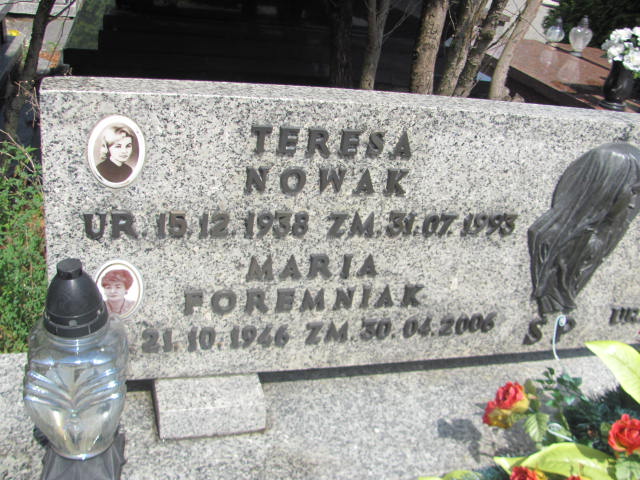 TERESA
NOWAK
UR. 15.12.1938 ZM. 31.07.1993
MARIA
FOREMNIAK
21.10.1946 ZM. 30.04.2006
S P